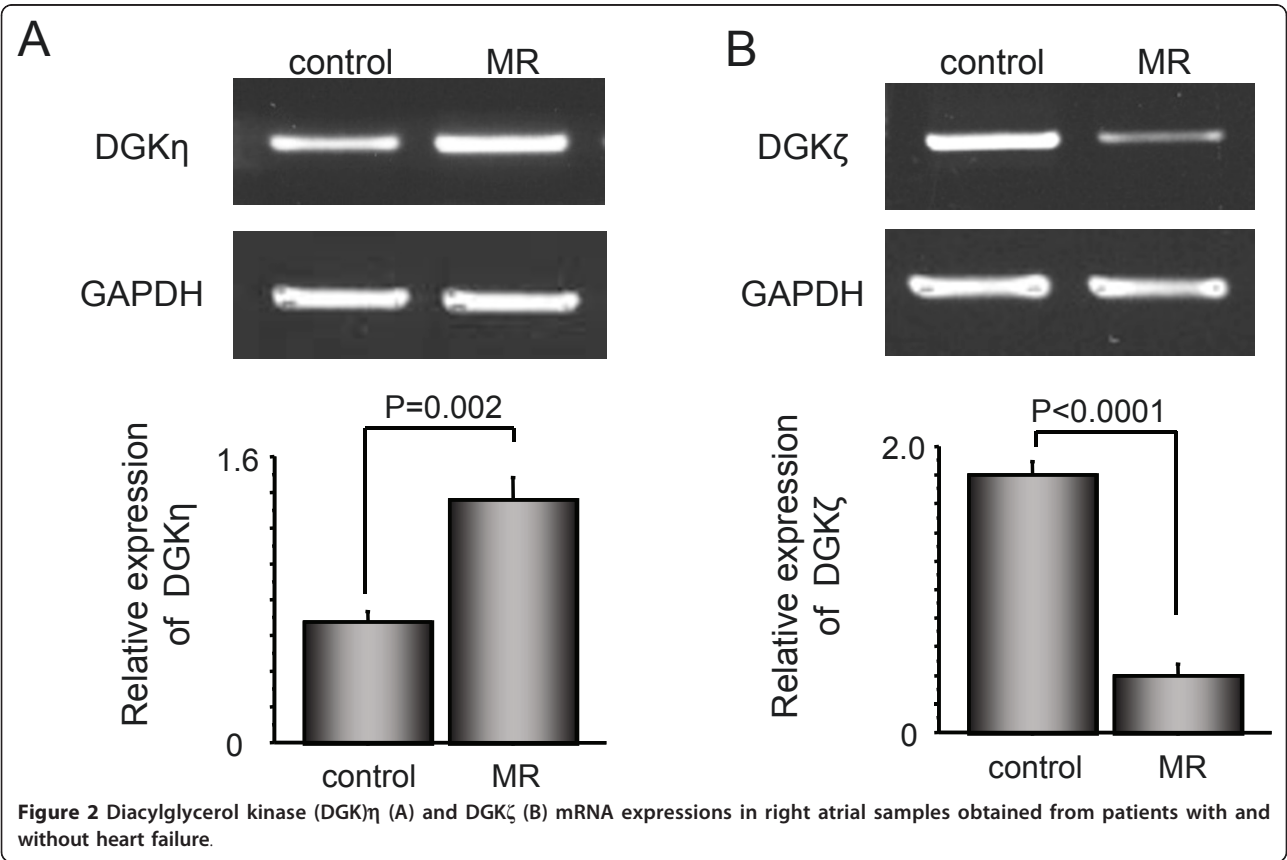 A
control MR
DGKη
GAPDH
P=0.002
Relative expression
of DGKη
1.6
0
control MR
B
control MR
DGKζ
GAPDH
P<0.0001
Relative expression
of DGKζ
2.0
0
control MR
Figure 2 Diacylglycerol kinase (DGK)η (A) and DGKζ (B) mRNA expressions in right atrial samples obtained from patients with and
without heart failure.